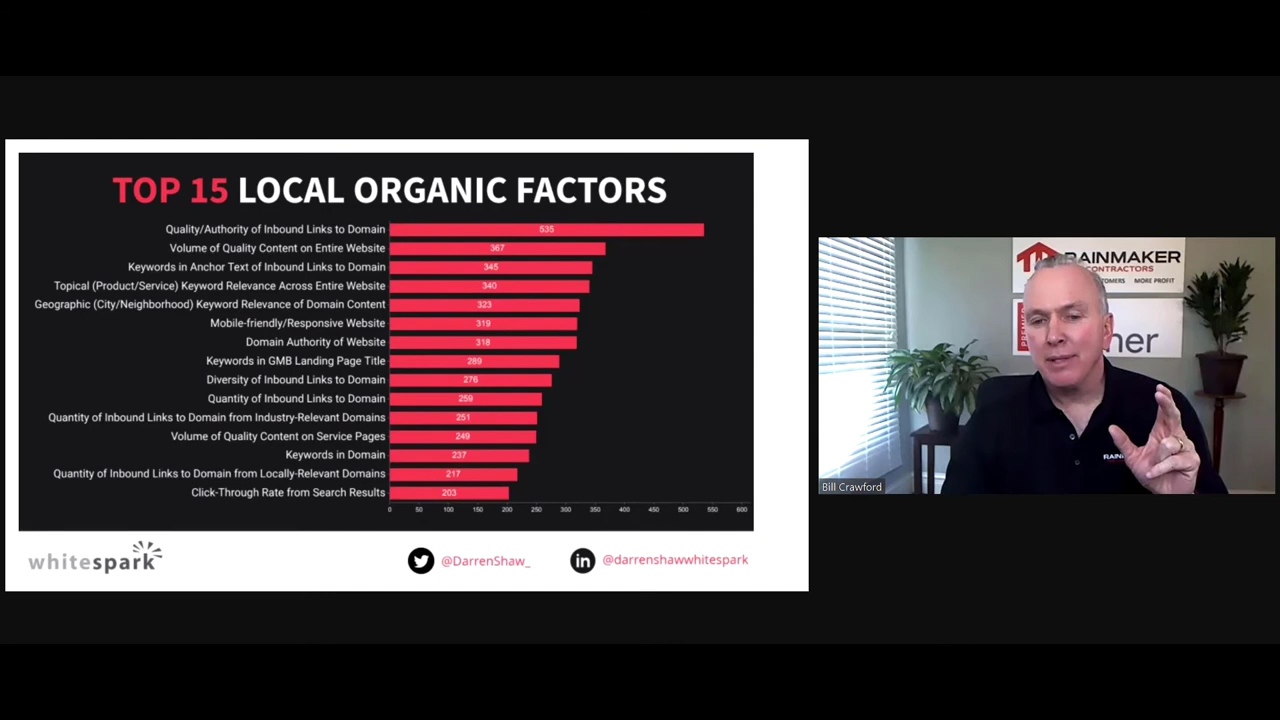 TOP 15 LOCAL ORGANIC FACTORS
Quality/Authority of Inbound Links to Domain 535
Volume of Quality Content on Entire Website 367
Keywords in Anchor Text of Inbound Links to Domain 345
Topical (Product/Service) Keyword Relevance Across Entire Website 340
Geographic (City/Neighborhood) Keyword Relevance of Domain Content 323
Mobile-friendly/Responsive Website 319
Domain Authority of Website 318
Keywords in GMB Landing Page Title 289
Diversity of Inbound Links to Domain 276
Quantity of Inbound Links to Domain 259
Quantity of Inbound Links to Domain from Industry-Relevant Domains 251
Volume of Quality Content on Service Pages 249
Keywords in Domain 237
Quantity of Inbound Links to Domain from Locally-Relevant Domains 217
Click-Through Rate from Search Results 203
0 50 100 150 200 250 300 350 400 450 500 550 600
whitespark
@DarrenShaw_
in @darrenshawwhitespark
RAINMAKER
CONTRACTORS
MORE PROFIT
Bill Crawford